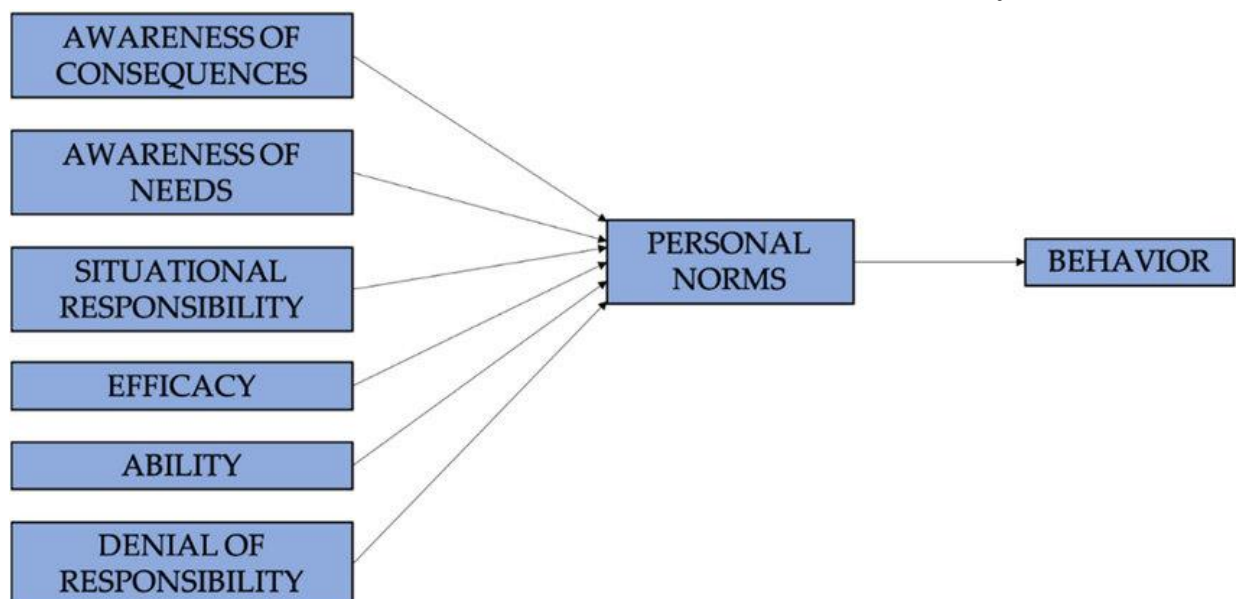 AWARENESS OF
CONSEQUENCES
AWARENESS OF
NEEDS
SITUATIONAL
RESPONSIBILITY
EFFICACY
ABILITY
DENIAL OF
RESPONSIBILITY
PERSONAL
NORMS
BEHAVIOR